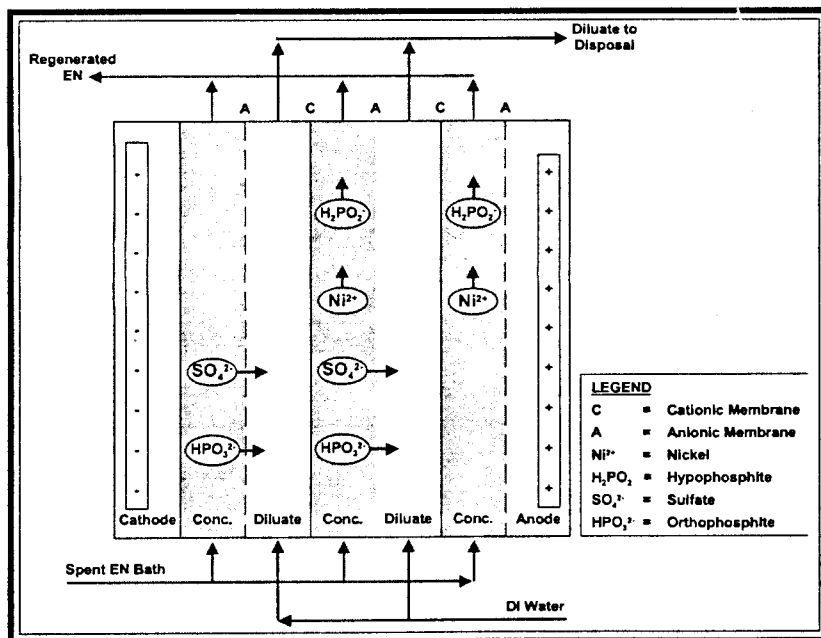 Diluate to
Disposal
Regenerated
EN
A C A C A
- +
- +
- +
- +
- +
- +
- +
- +
- +
H₂PO₂⁻ H₂PO₂⁻
Ni²⁺ Ni²⁺
SO₄²⁻ SO₄²⁻
HPO₃²⁻ HPO₃²⁻
Cathode Conc. Diluate Conc. Diluate Conc. Anode
Spent EN Bath
DI Water
LEGEND
C = Cationic Membrane
A = Anionic Membrane
Ni²⁺ = Nickel
H₂PO₂ = Hypophosphite
SO₄²⁻ = Sulfate
HPO₃²⁻ = Orthophosphite